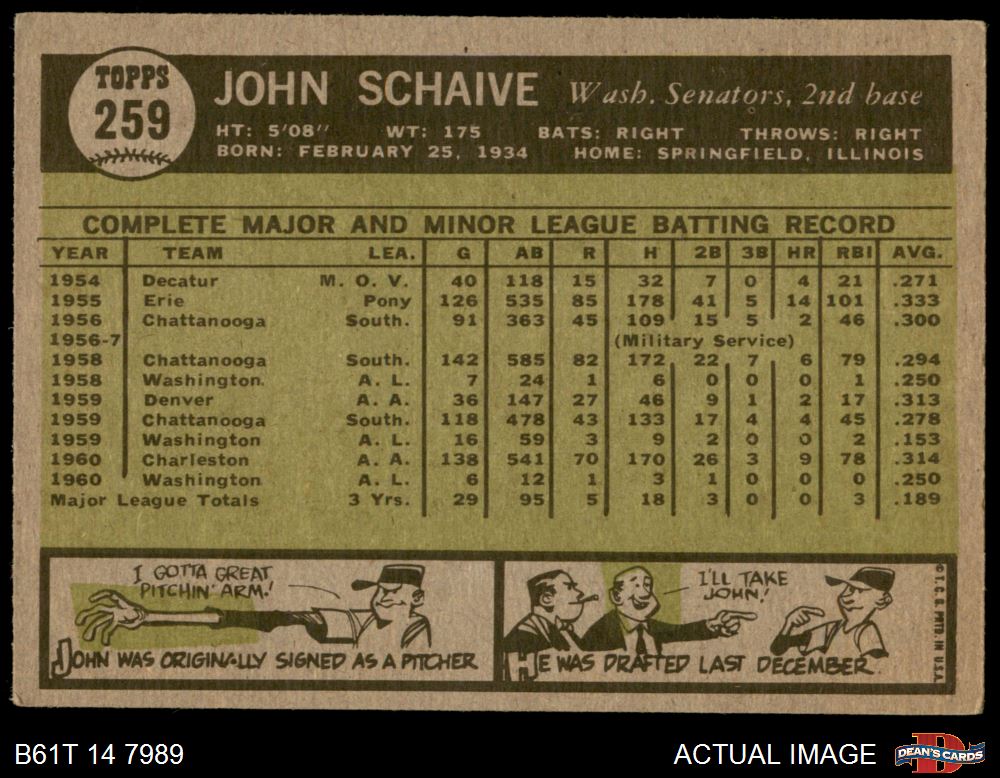 TOPPS
259
JOHN SCHAIVE Wash. Senators, 2nd base
HT: 5'08" WT: 175 BATS: RIGHT THROWS: RIGHT
BORN: FEBRUARY 25, 1934 HOME: SPRINGFIELD, ILLINOIS
COMPLETE MAJOR AND MINOR LEAGUE BATTING RECORD
YEAR TEAM LEA. G AB R H 2B 3B HR RBI AVG.
1954 Decatur M. O. V. 40 118 15 32 7 0 4 21 .271
1955 Erie Pony 126 535 85 178 41 5 14 101 .333
1956 Chattanooga South. 91 363 45 109 15 5 2 46 .300
1956-7 (Military Service)
1958 Chattanooga South. 142 585 82 172 22 7 6 79 .294
1958 Washington A. L. 7 24 1 6 0 0 0 1 .250
1959 Denver A. A. 36 147 27 46 9 1 2 17 .313
1959 Chattanooga South. 118 478 43 133 17 4 4 45 .278
1959 Washington A. L. 16 59 3 9 2 0 0 2 .153
1960 Charleston A. A. 138 541 70 170 26 3 9 78 .314
1960 Washington A. L. 6 12 1 3 1 0 0 0 .250
Major League Totals 3 Yrs. 29 95 5 18 3 0 0 3 .189
I GOTTA GREAT
PITCHIN' ARM!
JOHN WAS ORIGINALLY SIGNED AS A PITCHER
I'LL TAKE
JOHN!
HE WAS DRAFTED LAST DECEMBER.
© T. C. G. PRTD. IN U.S.A.
B61T 14 7989
ACTUAL IMAGE
DEAN'S CARDS